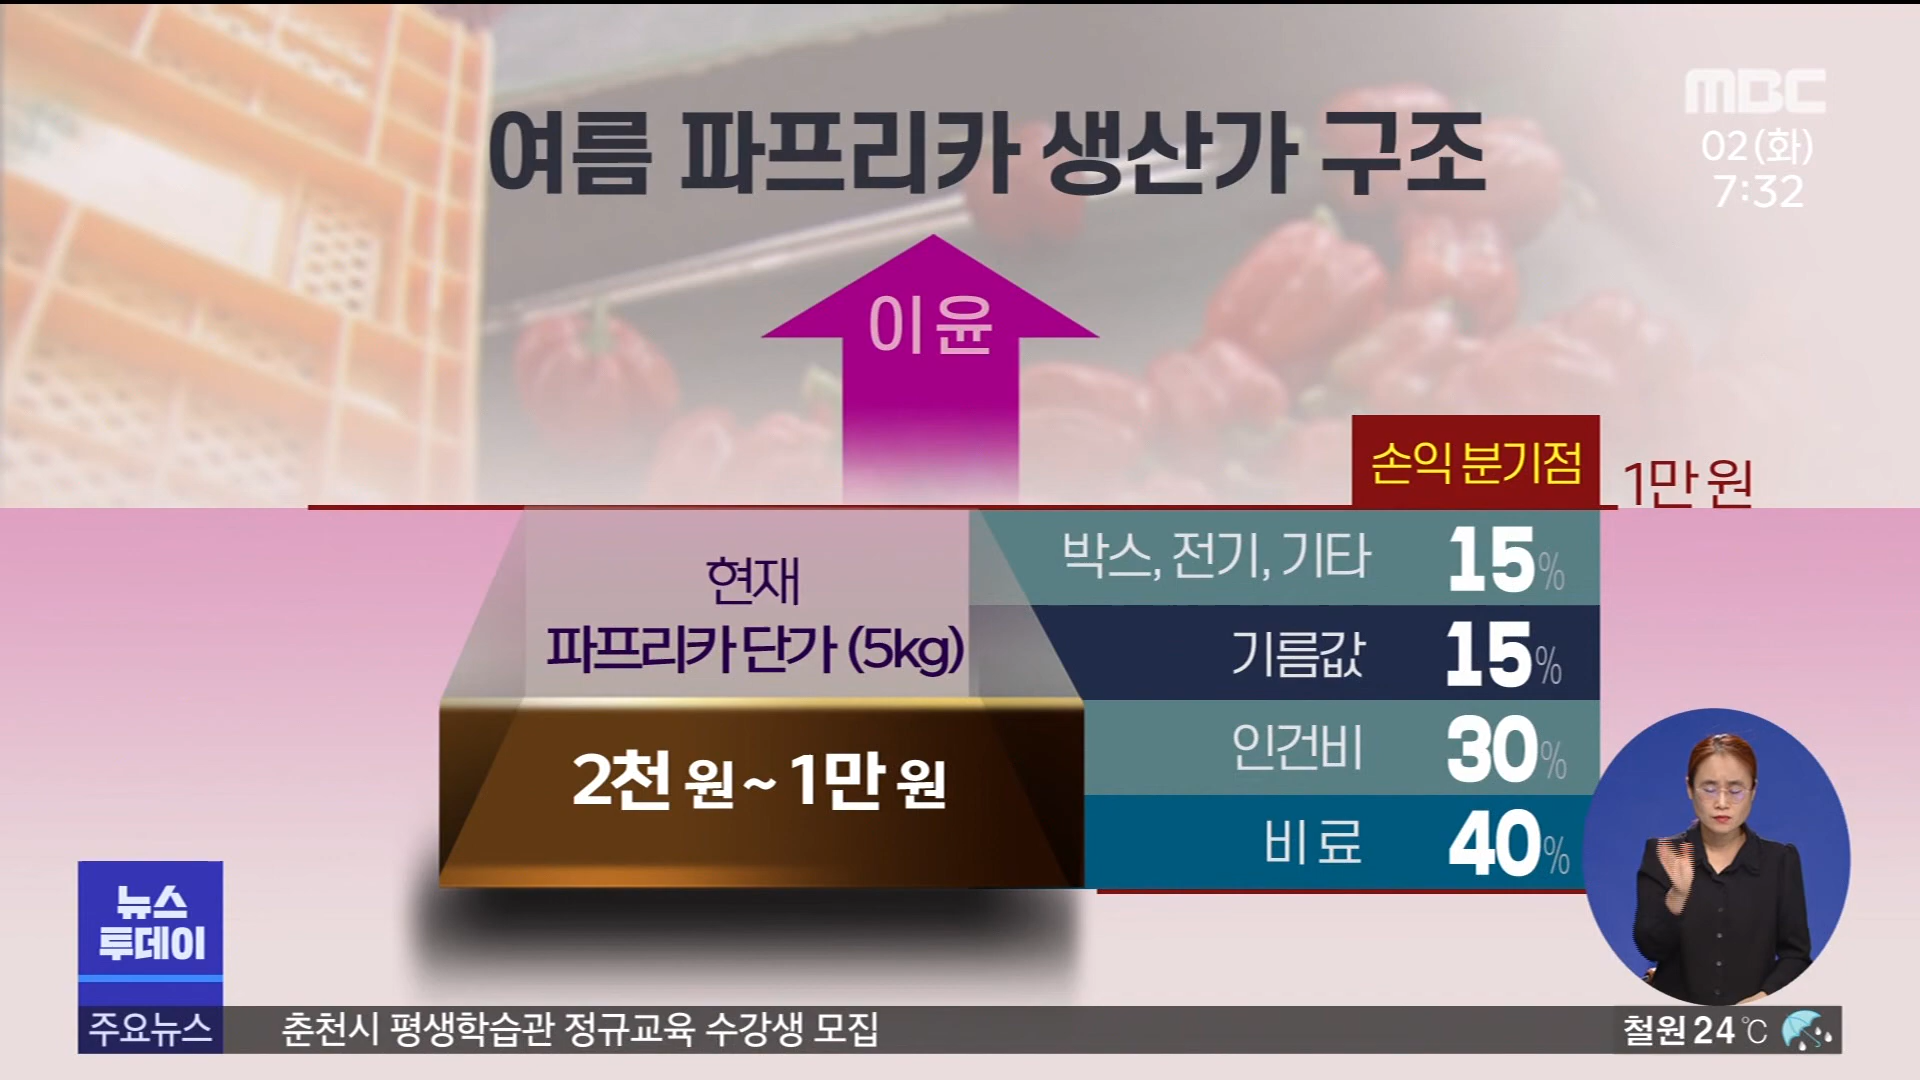 MBC
02(화)
7:32
여름 파프리카 생산가 구조
이윤
손익 분기점
1만 원
현재
파프리카 단가 (5kg)
2천 원 ~ 1만 원
박스, 전기, 기타 15%
기름값 15%
인건비 30%
비료 40%
뉴스
투데이
주요뉴스 춘천시 평생학습관 정규교육 수강생 모집
철원 24℃